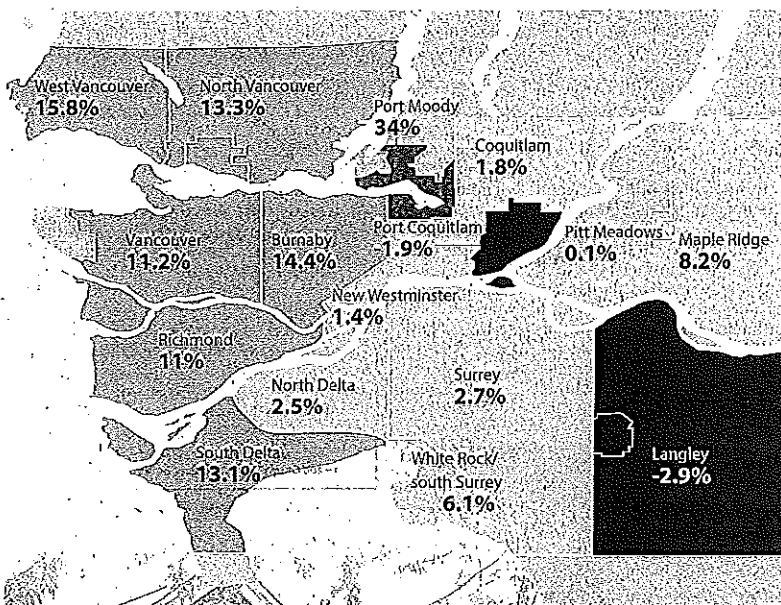 West Vancouver
15.8%
North Vancouver
13.3%
Port Moody
34%
Coquitlam
1.8%
Vancouver
11.2%
Burnaby
14.4%
Port Coquitlam
1.9%
Pitt Meadows
0.1%
Maple Ridge
8.2%
New Westminster
1.4%
Richmond
11%
North Delta
2.5%
Surrey
2.7%
South Delta
13.1%
White Rock/
south Surrey
6.1%
Langley
-2.9%